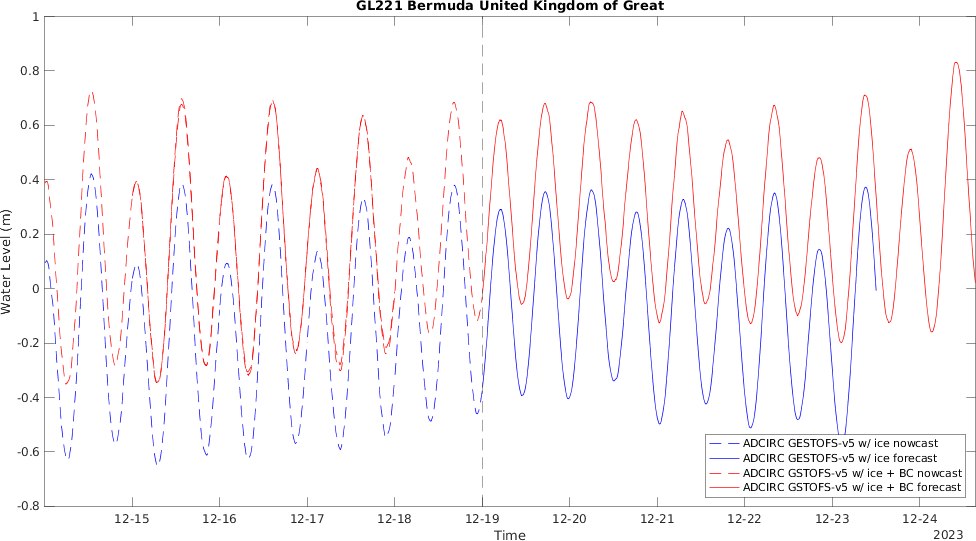 GL221 Bermuda United Kingdom of Great
1
0.8
0.6
0.4
0.2
0
-0.2
-0.4
-0.6
-0.8
Water Level (m)
12-15 12-16 12-17 12-18 12-19 12-20 12-21 12-22 12-23 12-24
Time
2023
ADCIRC GESTOFS-v5 w/ ice nowcast
ADCIRC GESTOFS-v5 w/ ice forecast
ADCIRC GSTOFS-v5 w/ ice + BC nowcast
ADCIRC GSTOFS-v5 w/ ice + BC forecast